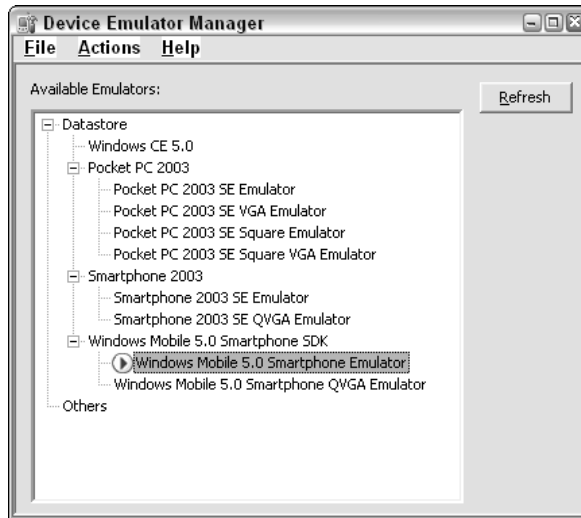 Device Emulator Manager
File Actions Help
Available Emulators:
Refresh
Datastore
Windows CE 5.0
Pocket PC 2003
Pocket PC 2003 SE Emulator
Pocket PC 2003 SE VGA Emulator
Pocket PC 2003 SE Square Emulator
Pocket PC 2003 SE Square VGA Emulator
Smartphone 2003
Smartphone 2003 SE Emulator
Smartphone 2003 SE QVGA Emulator
Windows Mobile 5.0 Smartphone SDK
Windows Mobile 5.0 Smartphone Emulator
Windows Mobile 5.0 Smartphone QVGA Emulator
Others